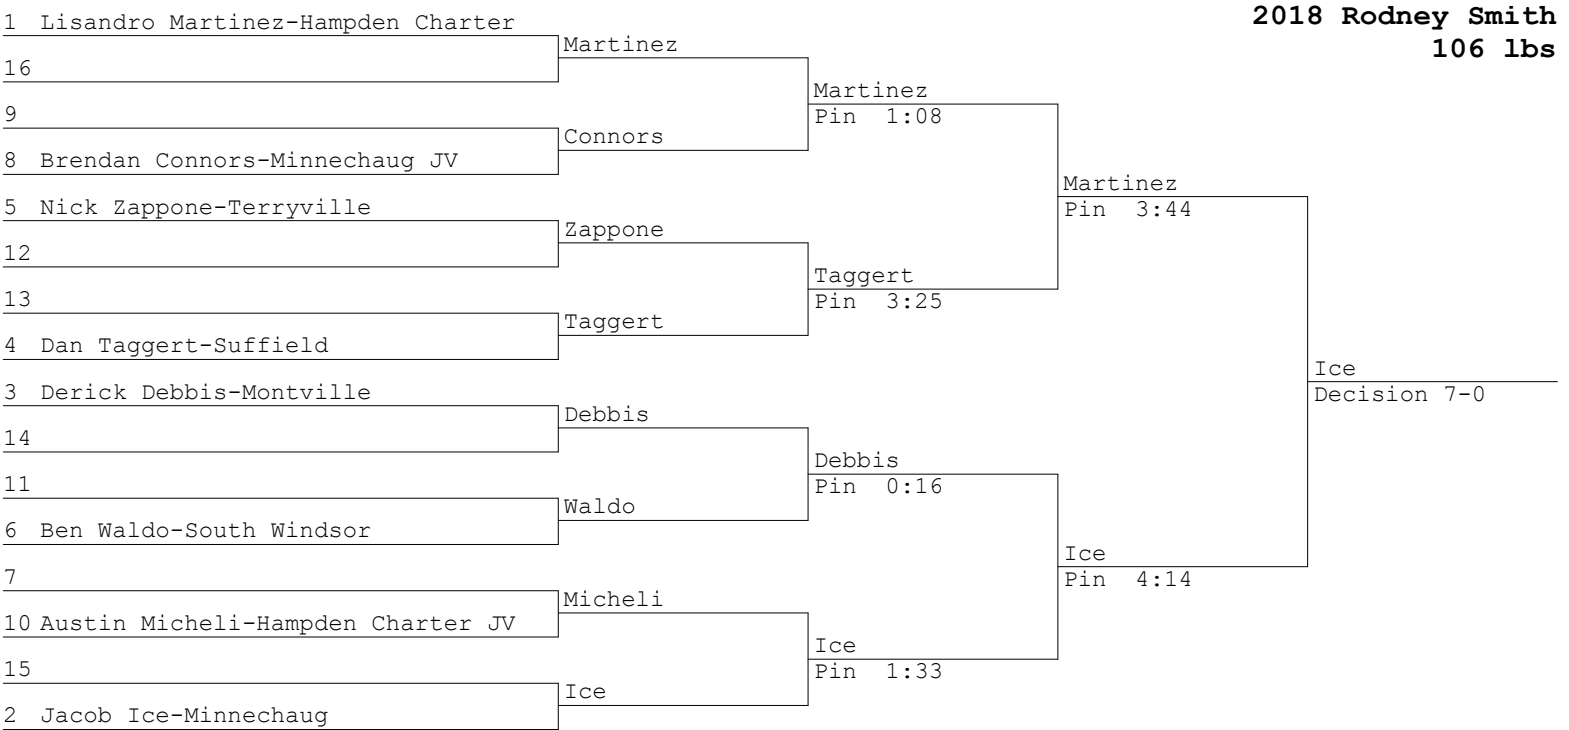 2018 Rodney Smith
106 lbs
1 Lisandro Martinez-Hampden Charter
Martinez
16
Martinez
Pin 1:08
9
Connors
8 Brendan Connors-Minnechaug JV
Martinez
Pin 3:44
5 Nick Zappone-Terryville
Zappone
12
Taggert
Pin 3:25
13
Taggert
4 Dan Taggert-Suffield
Ice
Decision 7-0
3 Derick Debbis-Montville
Debbis
14
Debbis
Pin 0:16
11
Waldo
6 Ben Waldo-South Windsor
Ice
Pin 4:14
7
Micheli
10 Austin Micheli-Hampden Charter JV
Ice
Pin 1:33
15
Ice
2 Jacob Ice-Minnechaug